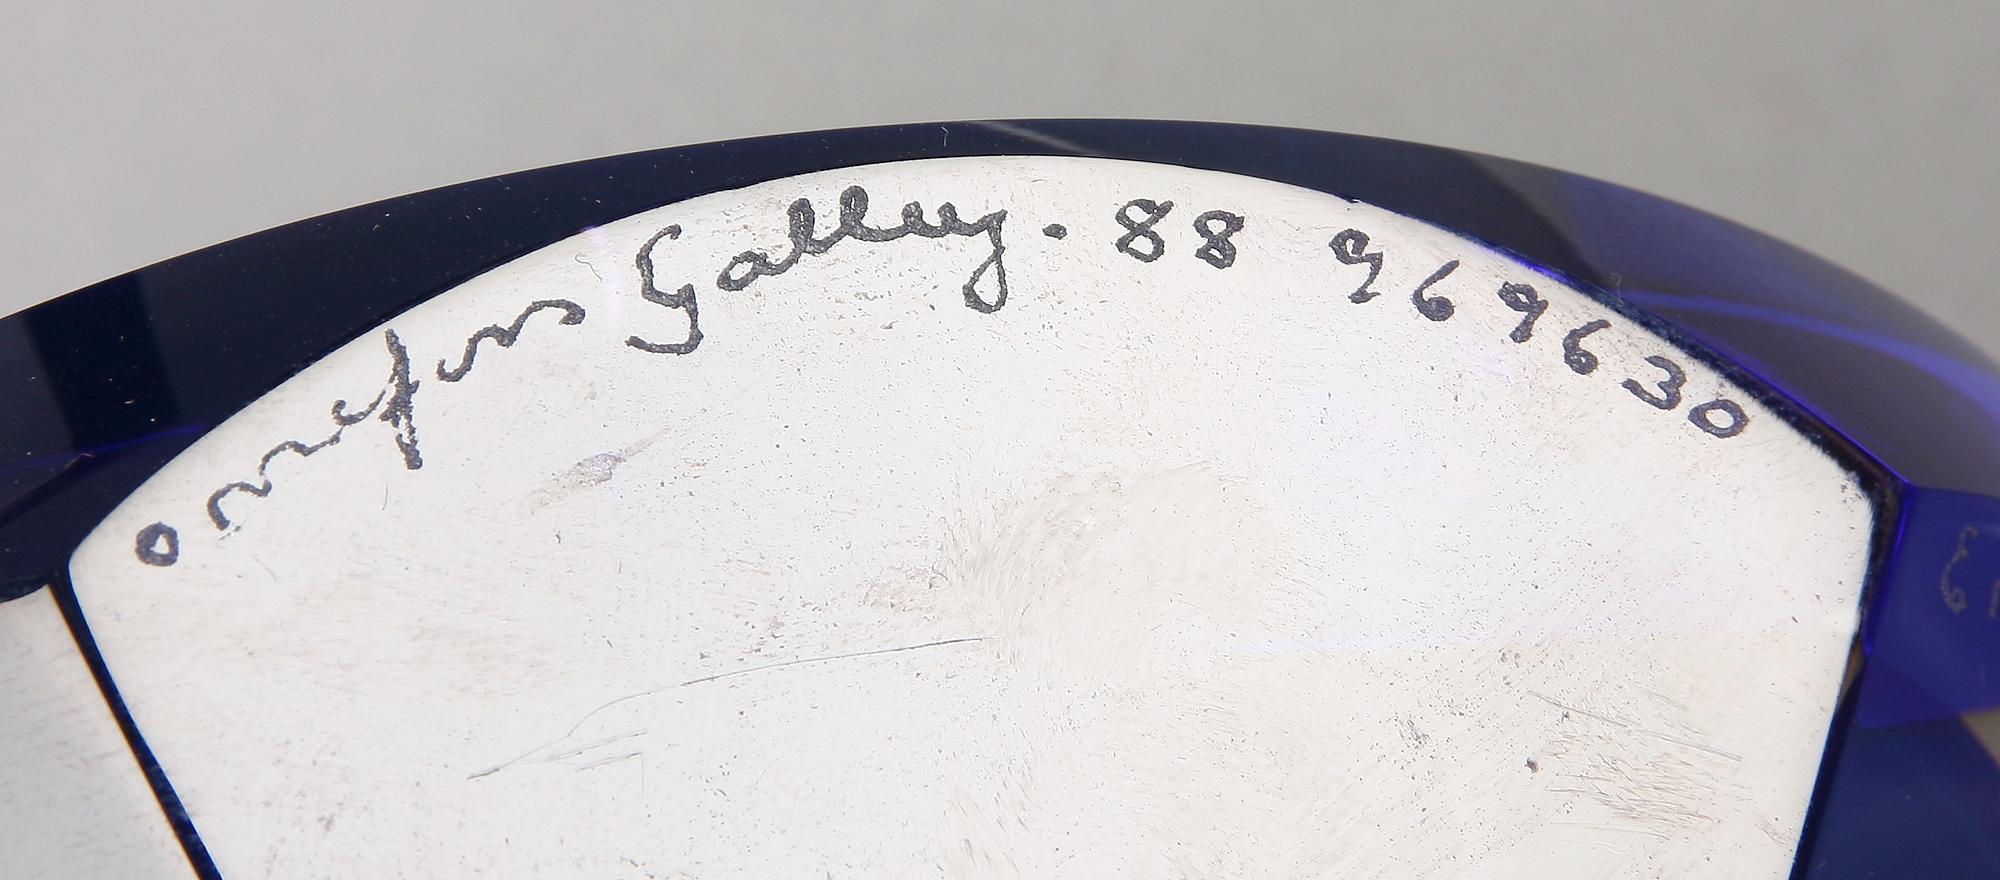 orrefors Gallery. 88 969630